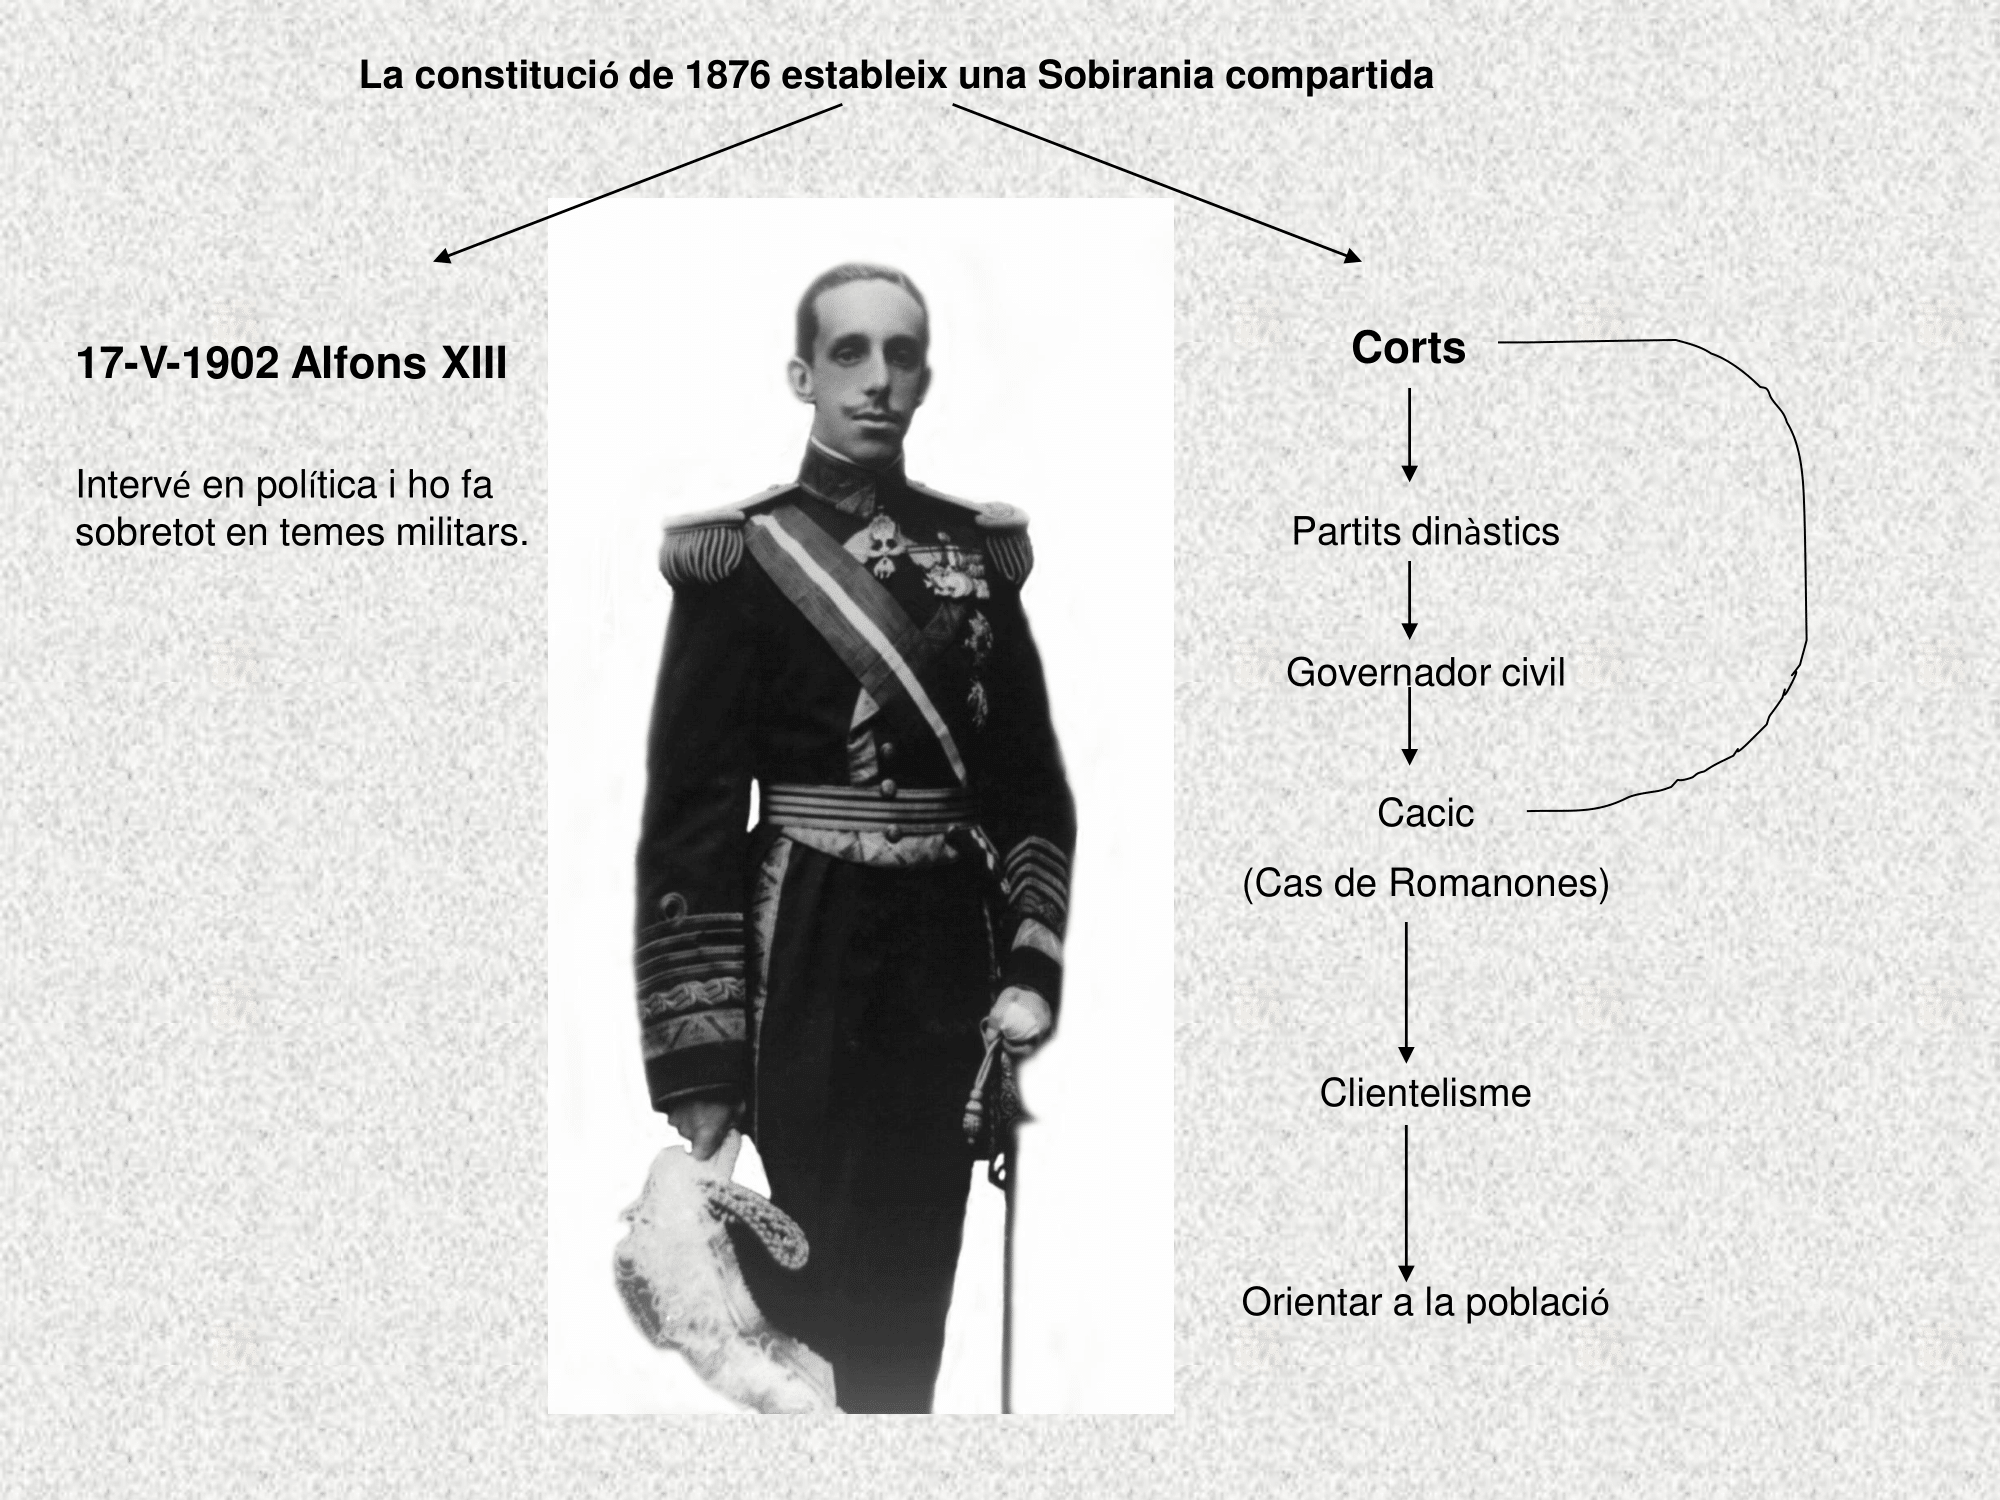 La constitució de 1876 estableix una Sobirania compartida
17-V-1902 Alfons XIII
Intervé en política i ho fa
sobretot en temes militars.
Corts
Partits dinàstics
Governador civil
Cacic
(Cas de Romanones)
Clientelisme
Orientar a la població